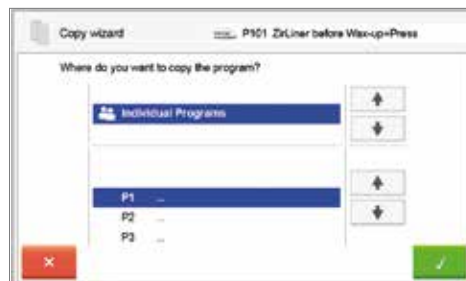 Copy wizard P101 ZirLiner before Wax-up+Press
Where do you want to copy the program?
Individual Programs
P1 ...
P2 ...
P3 ...